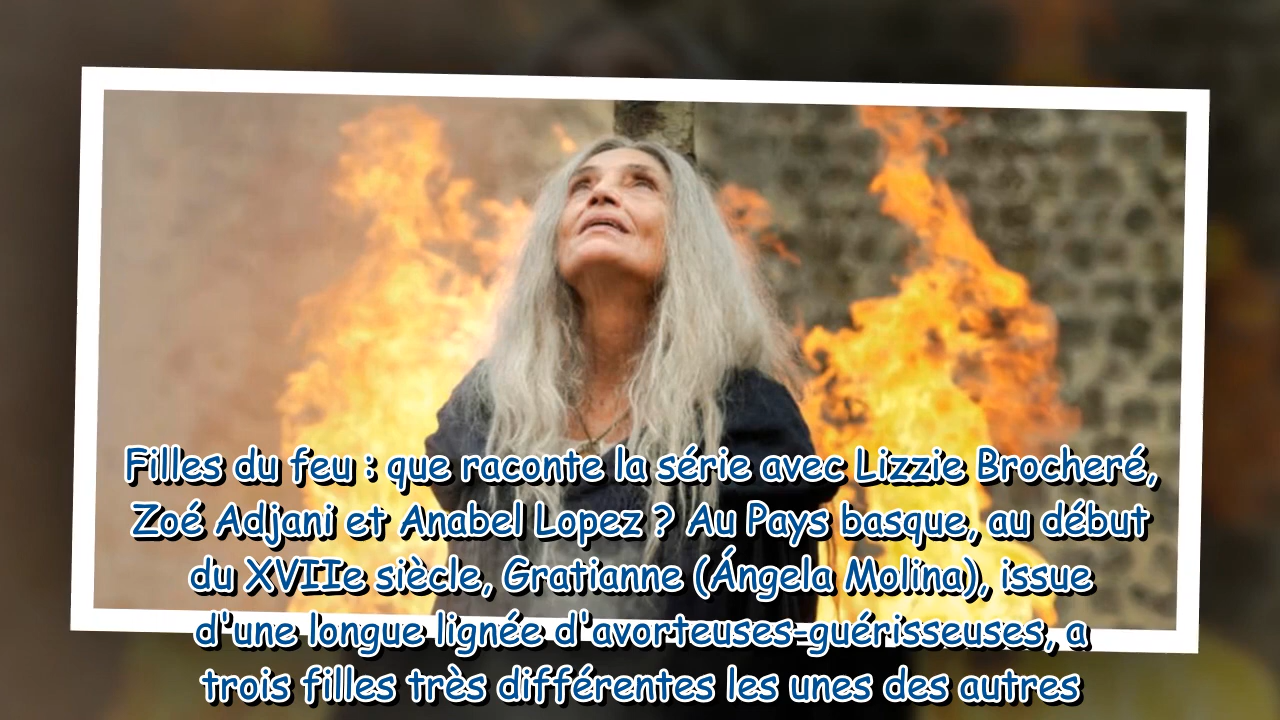 Filles du feu : que raconte la série avec Lizzie Brocheré,
Zoé Adjani et Anabel Lopez ? Au Pays basque, au début
du XVIIe siècle, Gratianne (Ángela Molina), issue
d'une longue lignée d'avorteuses-guérisseuses, a
trois filles très différentes les unes des autres